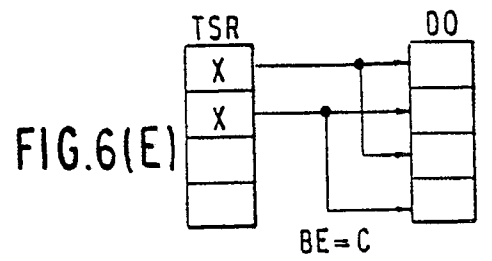 TSR
DO
X
X
FIG.6(E)
BE=C